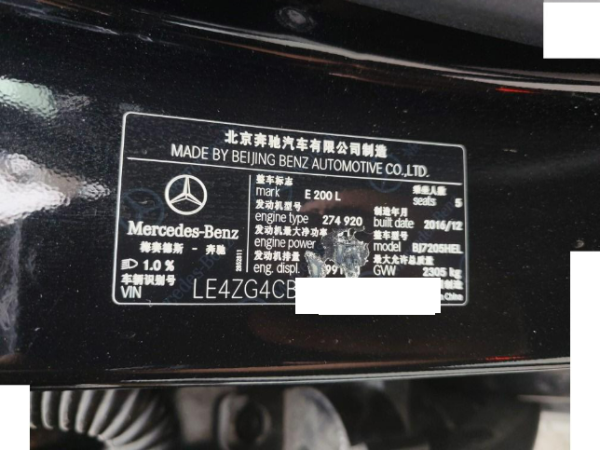 北京奔驰汽车有限公司制造
MADE BY BEIJING BENZ AUTOMOTIVE CO.,LTD.
整车标志
mark E 200 L
乘坐人数
seats 5
发动机型号
engine type 274 920
制造年月
built date 2016/12
发动机最大净功率
engine power
整车型号
model BJ7205HEL
发动机排量
eng. displ. 991
最大允许总质量
GVW 2305 kg
Mercedes-Benz
梅赛德斯 - 奔驰
1.0 %
车辆识别号
VIN LE4ZG4CB
制造
China